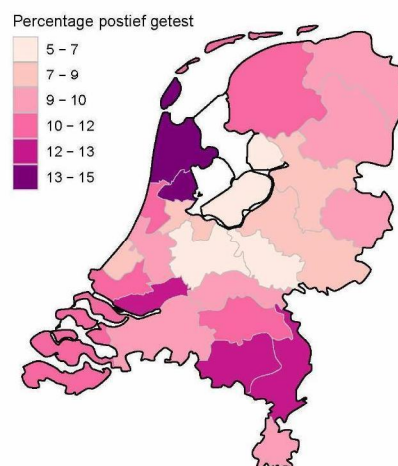 Percentage postief getest
5 – 7
7 – 9
9 – 10
10 – 12
12 – 13
13 – 15